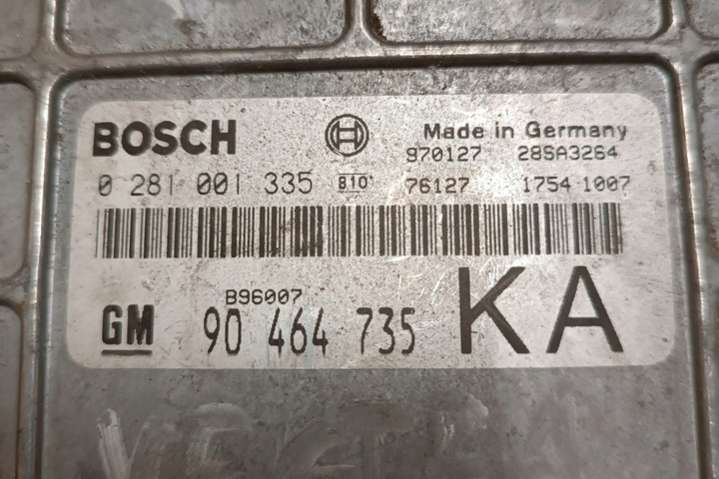 BOSCH Made in Germany
970127 28SA3264
0 281 001 335 B10 76127 1754 1007
B96007
GM 90 464 735 KA